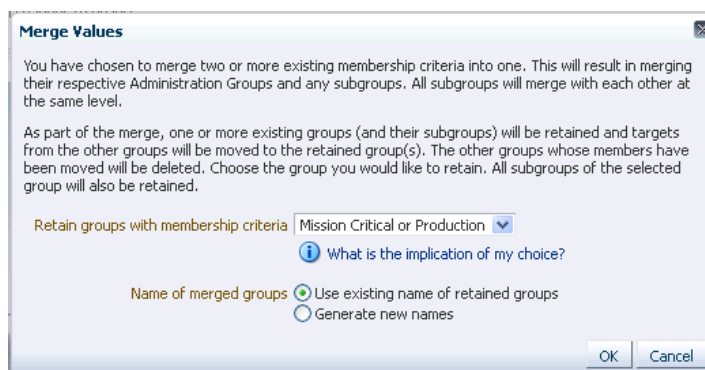 Merge Values
You have chosen to merge two or more existing membership criteria into one. This will result in merging
their respective Administration Groups and any subgroups. All subgroups will merge with each other at
the same level.
As part of the merge, one or more existing groups (and their subgroups) will be retained and targets
from the other groups will be moved to the retained group(s). The other groups whose members have
been moved will be deleted. Choose the group you would like to retain. All subgroups of the selected
group will also be retained.
Retain groups with membership criteria Mission Critical or Production
What is the implication of my choice?
Name of merged groups Use existing name of retained groups
Generate new names
OK Cancel